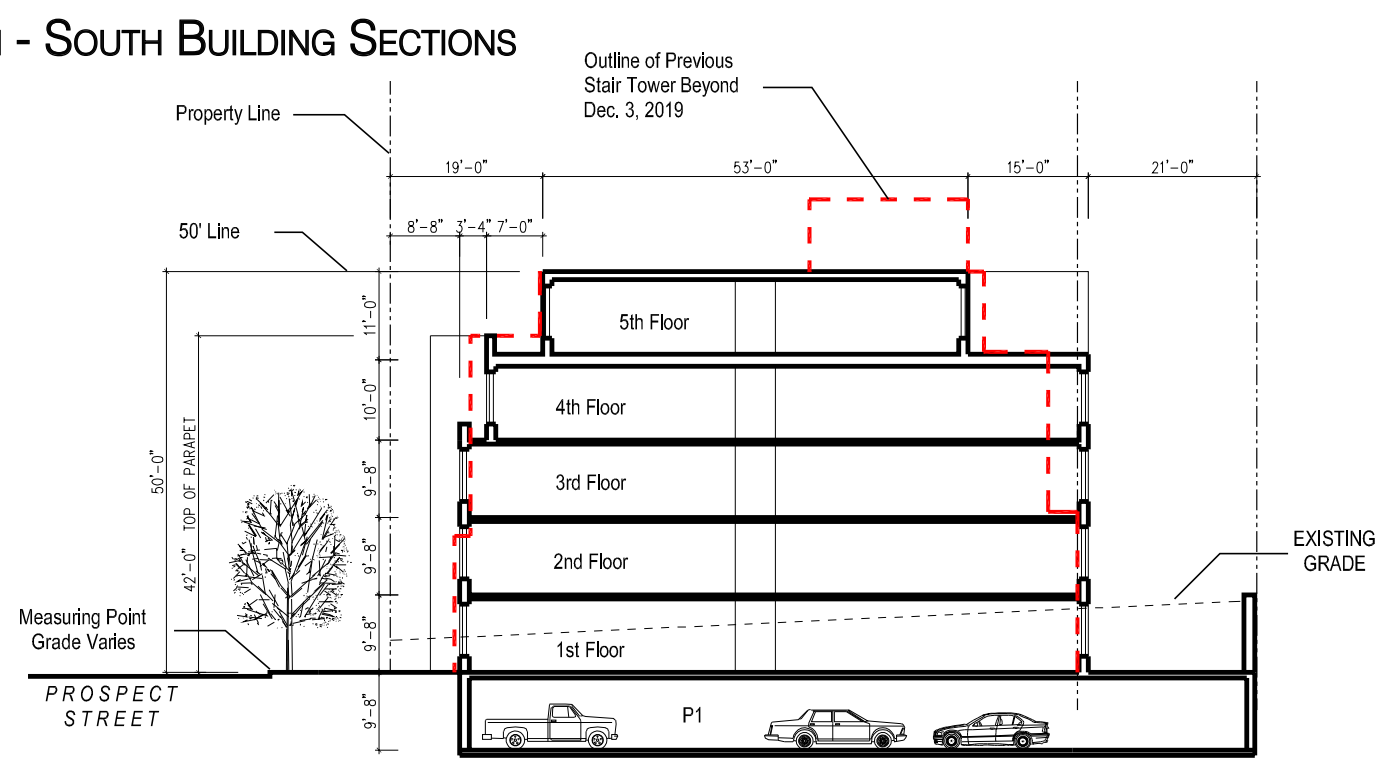 - SOUTH BUILDING SECTIONS
Outline of Previous
Stair Tower Beyond
Dec. 3, 2019
Property Line
19'-0"
53'-0"
15'-0"
21'-0"
8'-8"
3'-4"
7'-0"
50' Line
11'-0"
5th Floor
10'-0"
4th Floor
50'-0"
42'-0" TOP OF PARAPET
9'-8"
3rd Floor
9'-8"
2nd Floor
EXISTING
GRADE
Measuring Point
Grade Varies
9'-8"
1st Floor
PROSPECT
STREET
9'-8"
P1